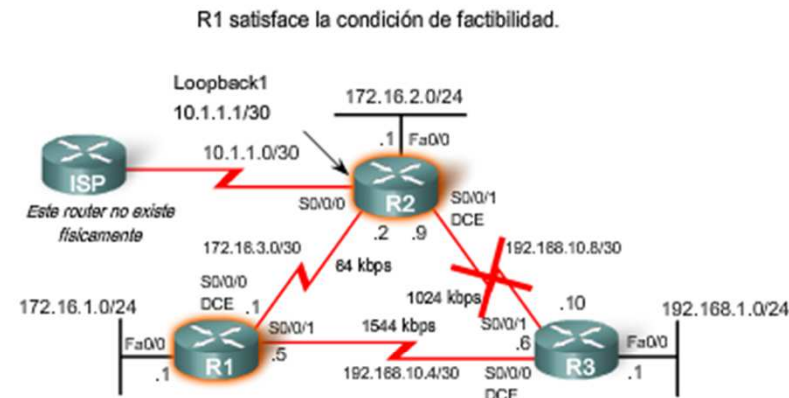 R1 satisface la condición de factibilidad.
Loopback1
10.1.1.1/30
172.16.2.0/24
.1 Fa0/0
10.1.1.0/30
ISP
Este router no existe
físicamente
S0/0/0
R2
S0/0/1
DCE
.2 .9
172.16.3.0/30
64 kbps
192.168.10.8/30
1024 kbps
S0/0/0
DCE .1
172.16.1.0/24
S0/0/1
1544 kbps
S0/0/1
.10
192.168.1.0/24
Fa0/0
.1
R1
.5
.6
R3
Fa0/0
.1
192.168.10.4/30
S0/0/0
DCE